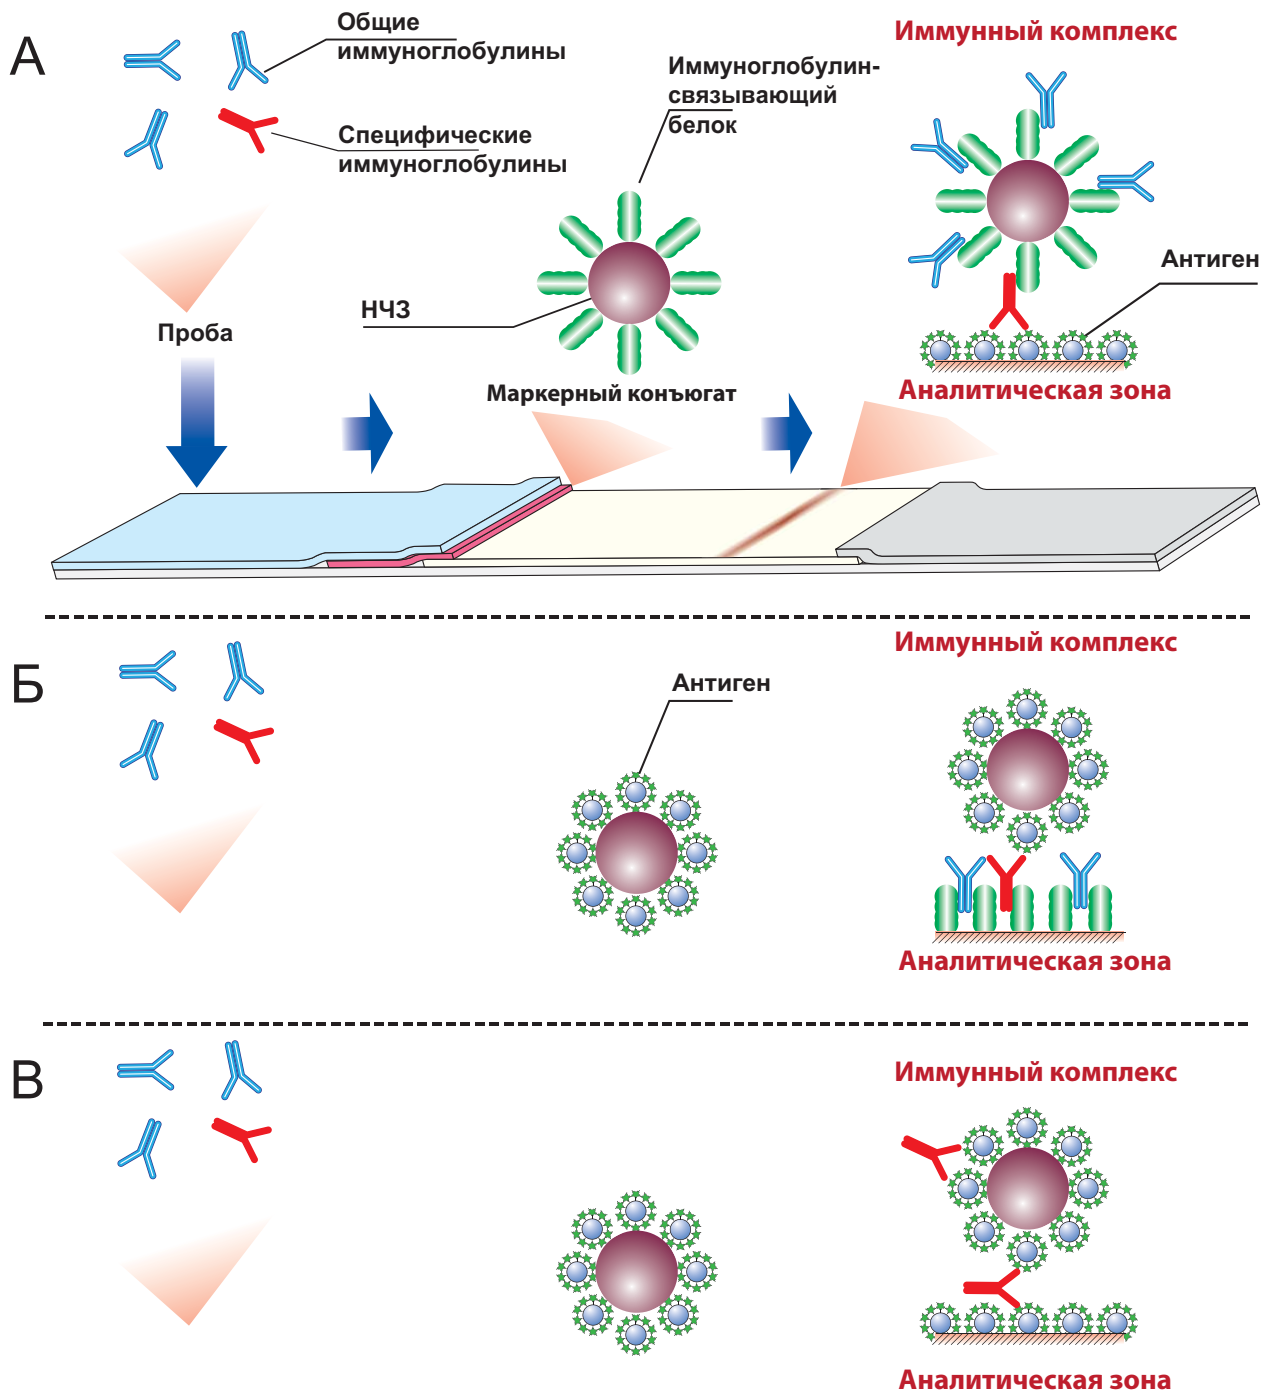 А
Общие
иммуноглобулины
Специфические
иммуноглобулины
Проба
Иммуноглобулин-
связывающий
белок
НЧЗ
Маркерный конъюгат
Иммунный комплекс
Антиген
Аналитическая зона
Б
Антиген
Иммунный комплекс
Аналитическая зона
В
Иммунный комплекс
Аналитическая зона